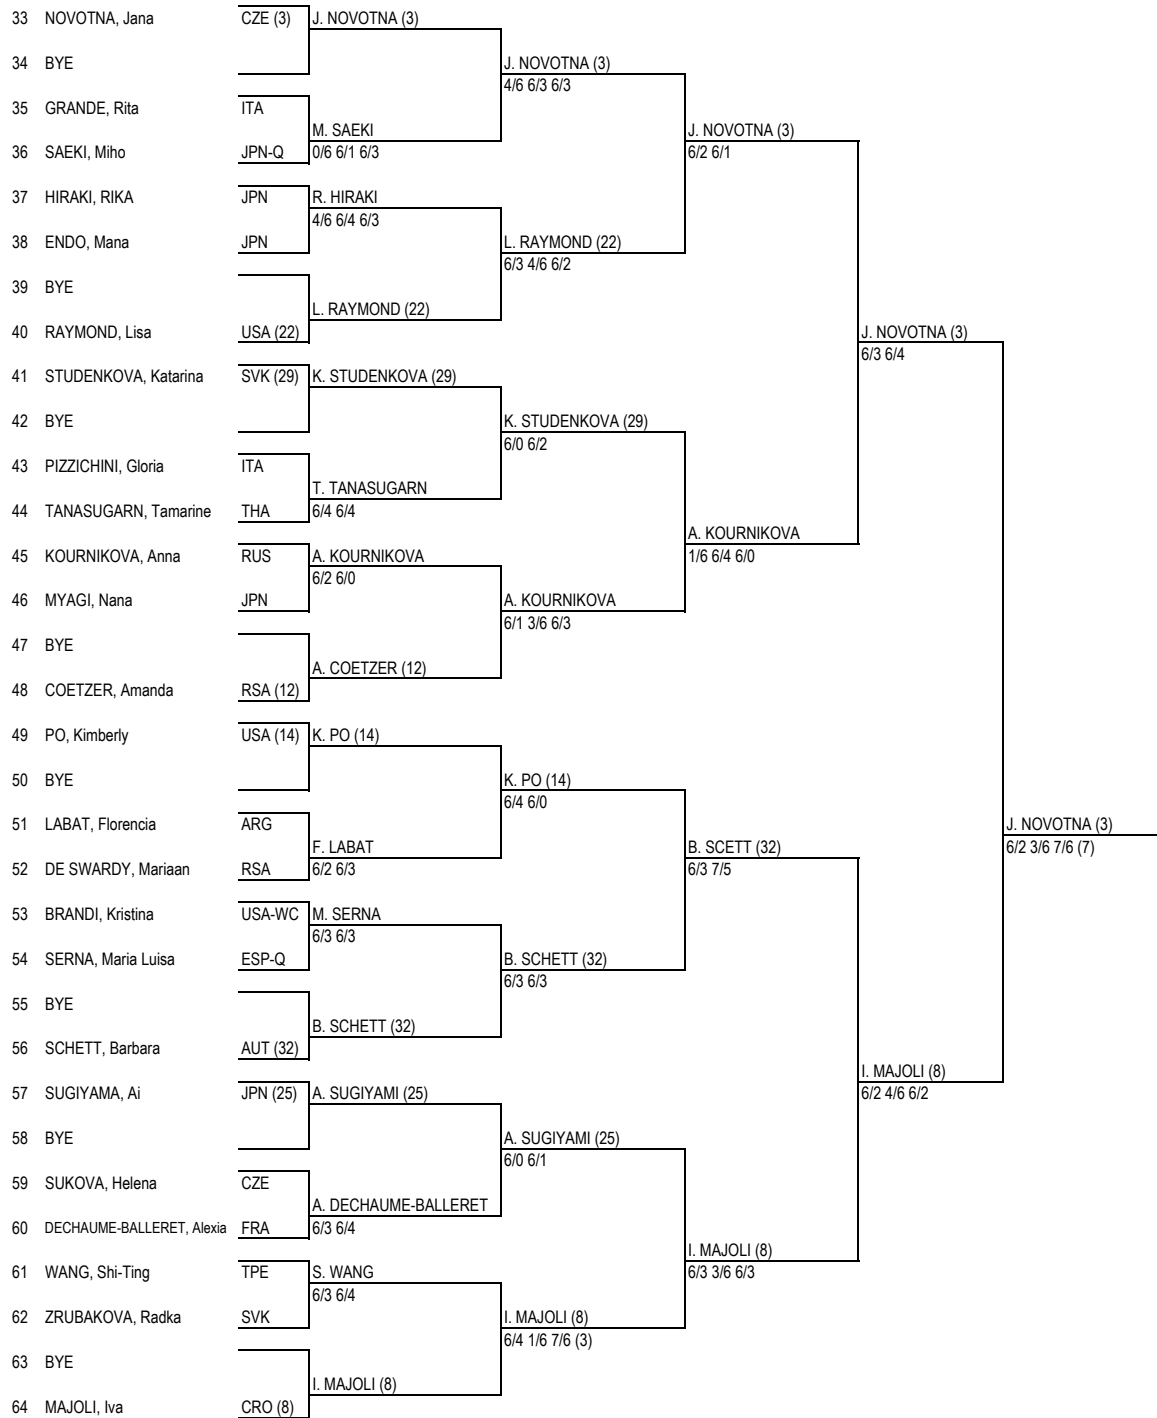 33 NOVOTNA, Jana CZE (3) J. NOVOTNA (3)
34 BYE J. NOVOTNA (3)
4/6 6/3 6/3
35 GRANDE, Rita ITA
M. SAEKI J. NOVOTNA (3)
36 SAEKI, Miho JPN-Q 0/6 6/1 6/3 6/2 6/1
37 HIRAKI, RIKA JPN R. HIRAKI
4/6 6/4 6/3
38 ENDO, Mana JPN L. RAYMOND (22)
6/3 4/6 6/2
39 BYE
L. RAYMOND (22)
40 RAYMOND, Lisa USA (22) J. NOVOTNA (3)
6/3 6/4
41 STUDENKOVA, Katarina SVK (29) K. STUDENKOVA (29)
42 BYE K. STUDENKOVA (29)
6/0 6/2
43 PIZZICHINI, Gloria ITA
T. TANASUGARN
44 TANASUGARN, Tamarine THA 6/4 6/4
A. KOURNIKOVA
45 KOURNIKOVA, Anna RUS A. KOURNIKOVA 1/6 6/4 6/0
6/2 6/0
46 MYAGI, Nana JPN A. KOURNIKOVA
6/1 3/6 6/3
47 BYE
A. COETZER (12)
48 COETZER, Amanda RSA (12)
49 PO, Kimberly USA (14) K. PO (14)
50 BYE K. PO (14)
6/4 6/0
51 LABAT, Florencia ARG J. NOVOTNA (3)
F. LABAT B. SCETT (32) 6/2 3/6 7/6 (7)
52 DE SWARDY, Mariaan RSA 6/2 6/3 6/3 7/5
53 BRANDI, Kristina USA-WC M. SERNA
6/3 6/3
54 SERNA, Maria Luisa ESP-Q B. SCHETT (32)
6/3 6/3
55 BYE
B. SCHETT (32)
56 SCHETT, Barbara AUT (32)
I. MAJOLI (8)
57 SUGIYAMA, Ai JPN (25) A. SUGIYAMI (25) 6/2 4/6 6/2
58 BYE A. SUGIYAMI (25)
6/0 6/1
59 SUKOVA, Helena CZE
A. DECHAUME-BALLERET
60 DECHAUME-BALLERET, Alexia FRA 6/3 6/4
I. MAJOLI (8)
61 WANG, Shi-Ting TPE S. WANG 6/3 3/6 6/3
6/3 6/4
62 ZRUBAKOVA, Radka SVK I. MAJOLI (8)
6/4 1/6 7/6 (3)
63 BYE
I. MAJOLI (8)
64 MAJOLI, Iva CRO (8)